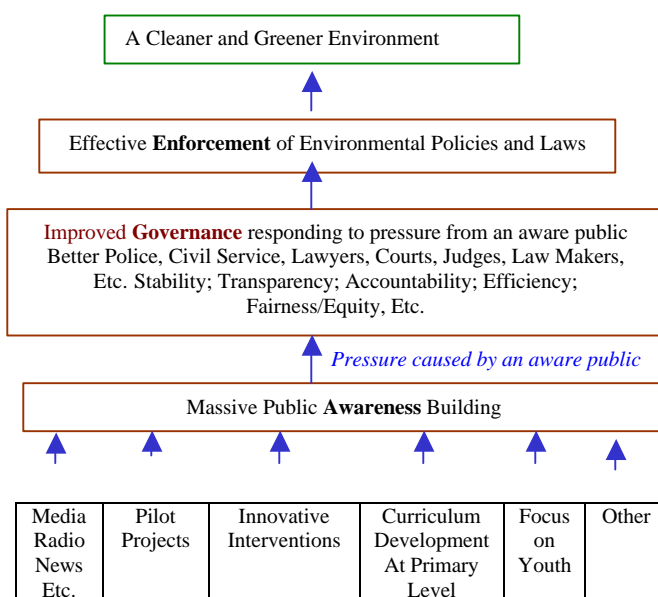 A Cleaner and Greener Environment
Effective Enforcement of Environmental Policies and Laws
Improved Governance responding to pressure from an aware public
Better Police, Civil Service, Lawyers, Courts, Judges, Law Makers,
Etc. Stability; Transparency; Accountability; Efficiency;
Fairness/Equity, Etc.
Pressure caused by an aware public
Massive Public Awareness Building
Media
Radio
News
Etc.
Pilot
Projects
Innovative
Interventions
Curriculum
Development
At Primary
Level
Focus
on
Youth
Other